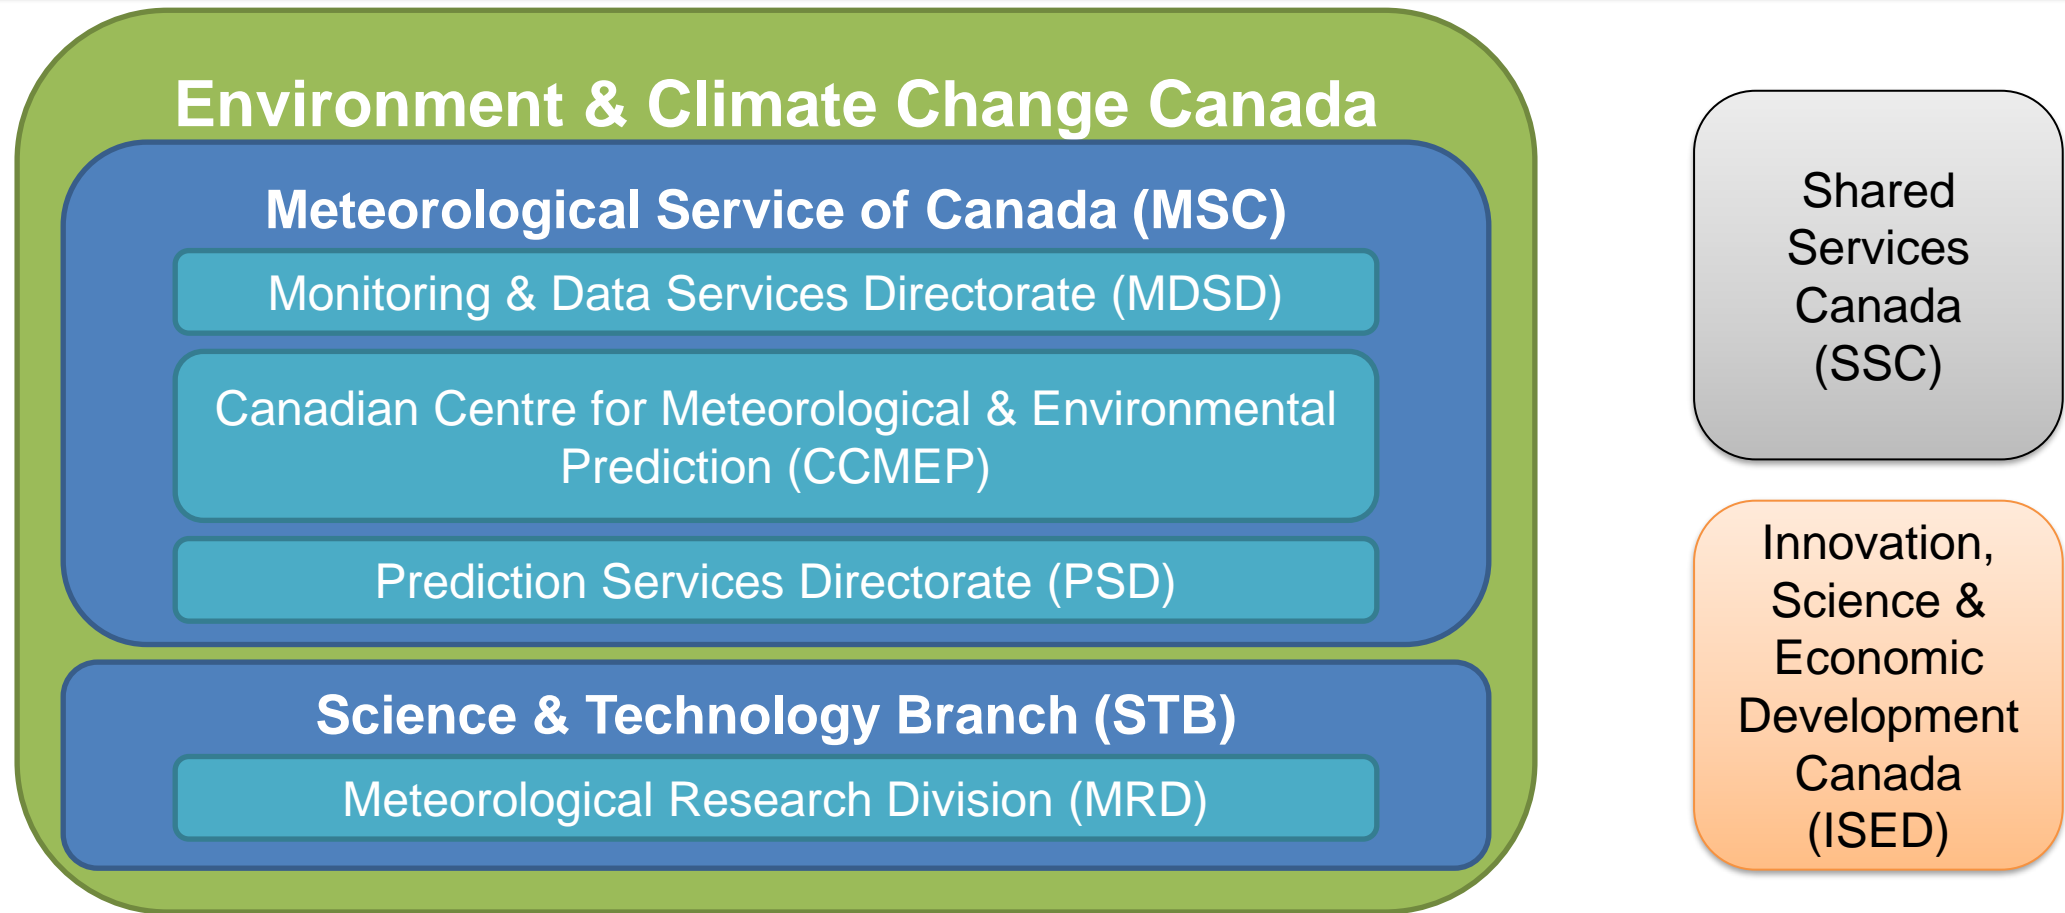 Environment & Climate Change Canada
Meteorological Service of Canada (MSC)
Monitoring & Data Services Directorate (MDSD)
Canadian Centre for Meteorological & Environmental
Prediction (CCMEP)
Prediction Services Directorate (PSD)
Science & Technology Branch (STB)
Meteorological Research Division (MRD)
Shared
Services
Canada
(SSC)
Innovation,
Science &
Economic
Development
Canada
(ISED)